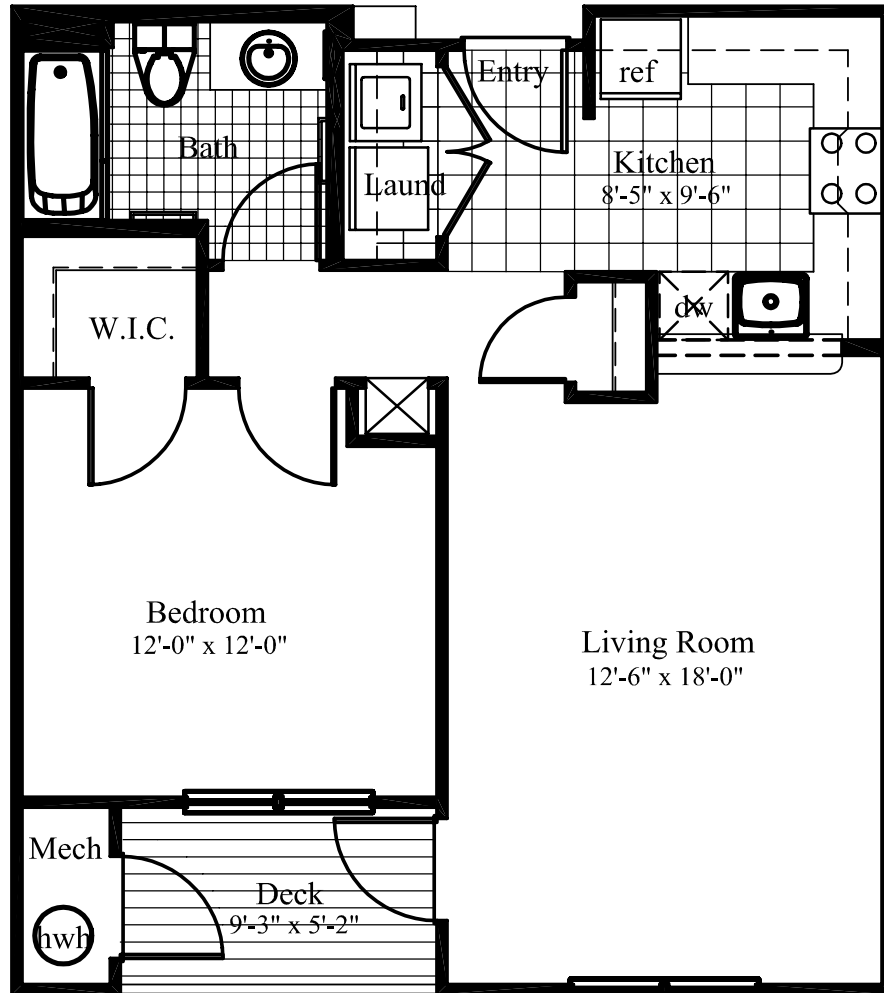 Entry
ref
Bath
Kitchen
8'-5" x 9'-6"
Laund
dw
W.I.C.
Bedroom
12'-0" x 12'-0"
Living Room
12'-6" x 18'-0"
Mech
Deck
9'-3" x 5'-2"
hwh